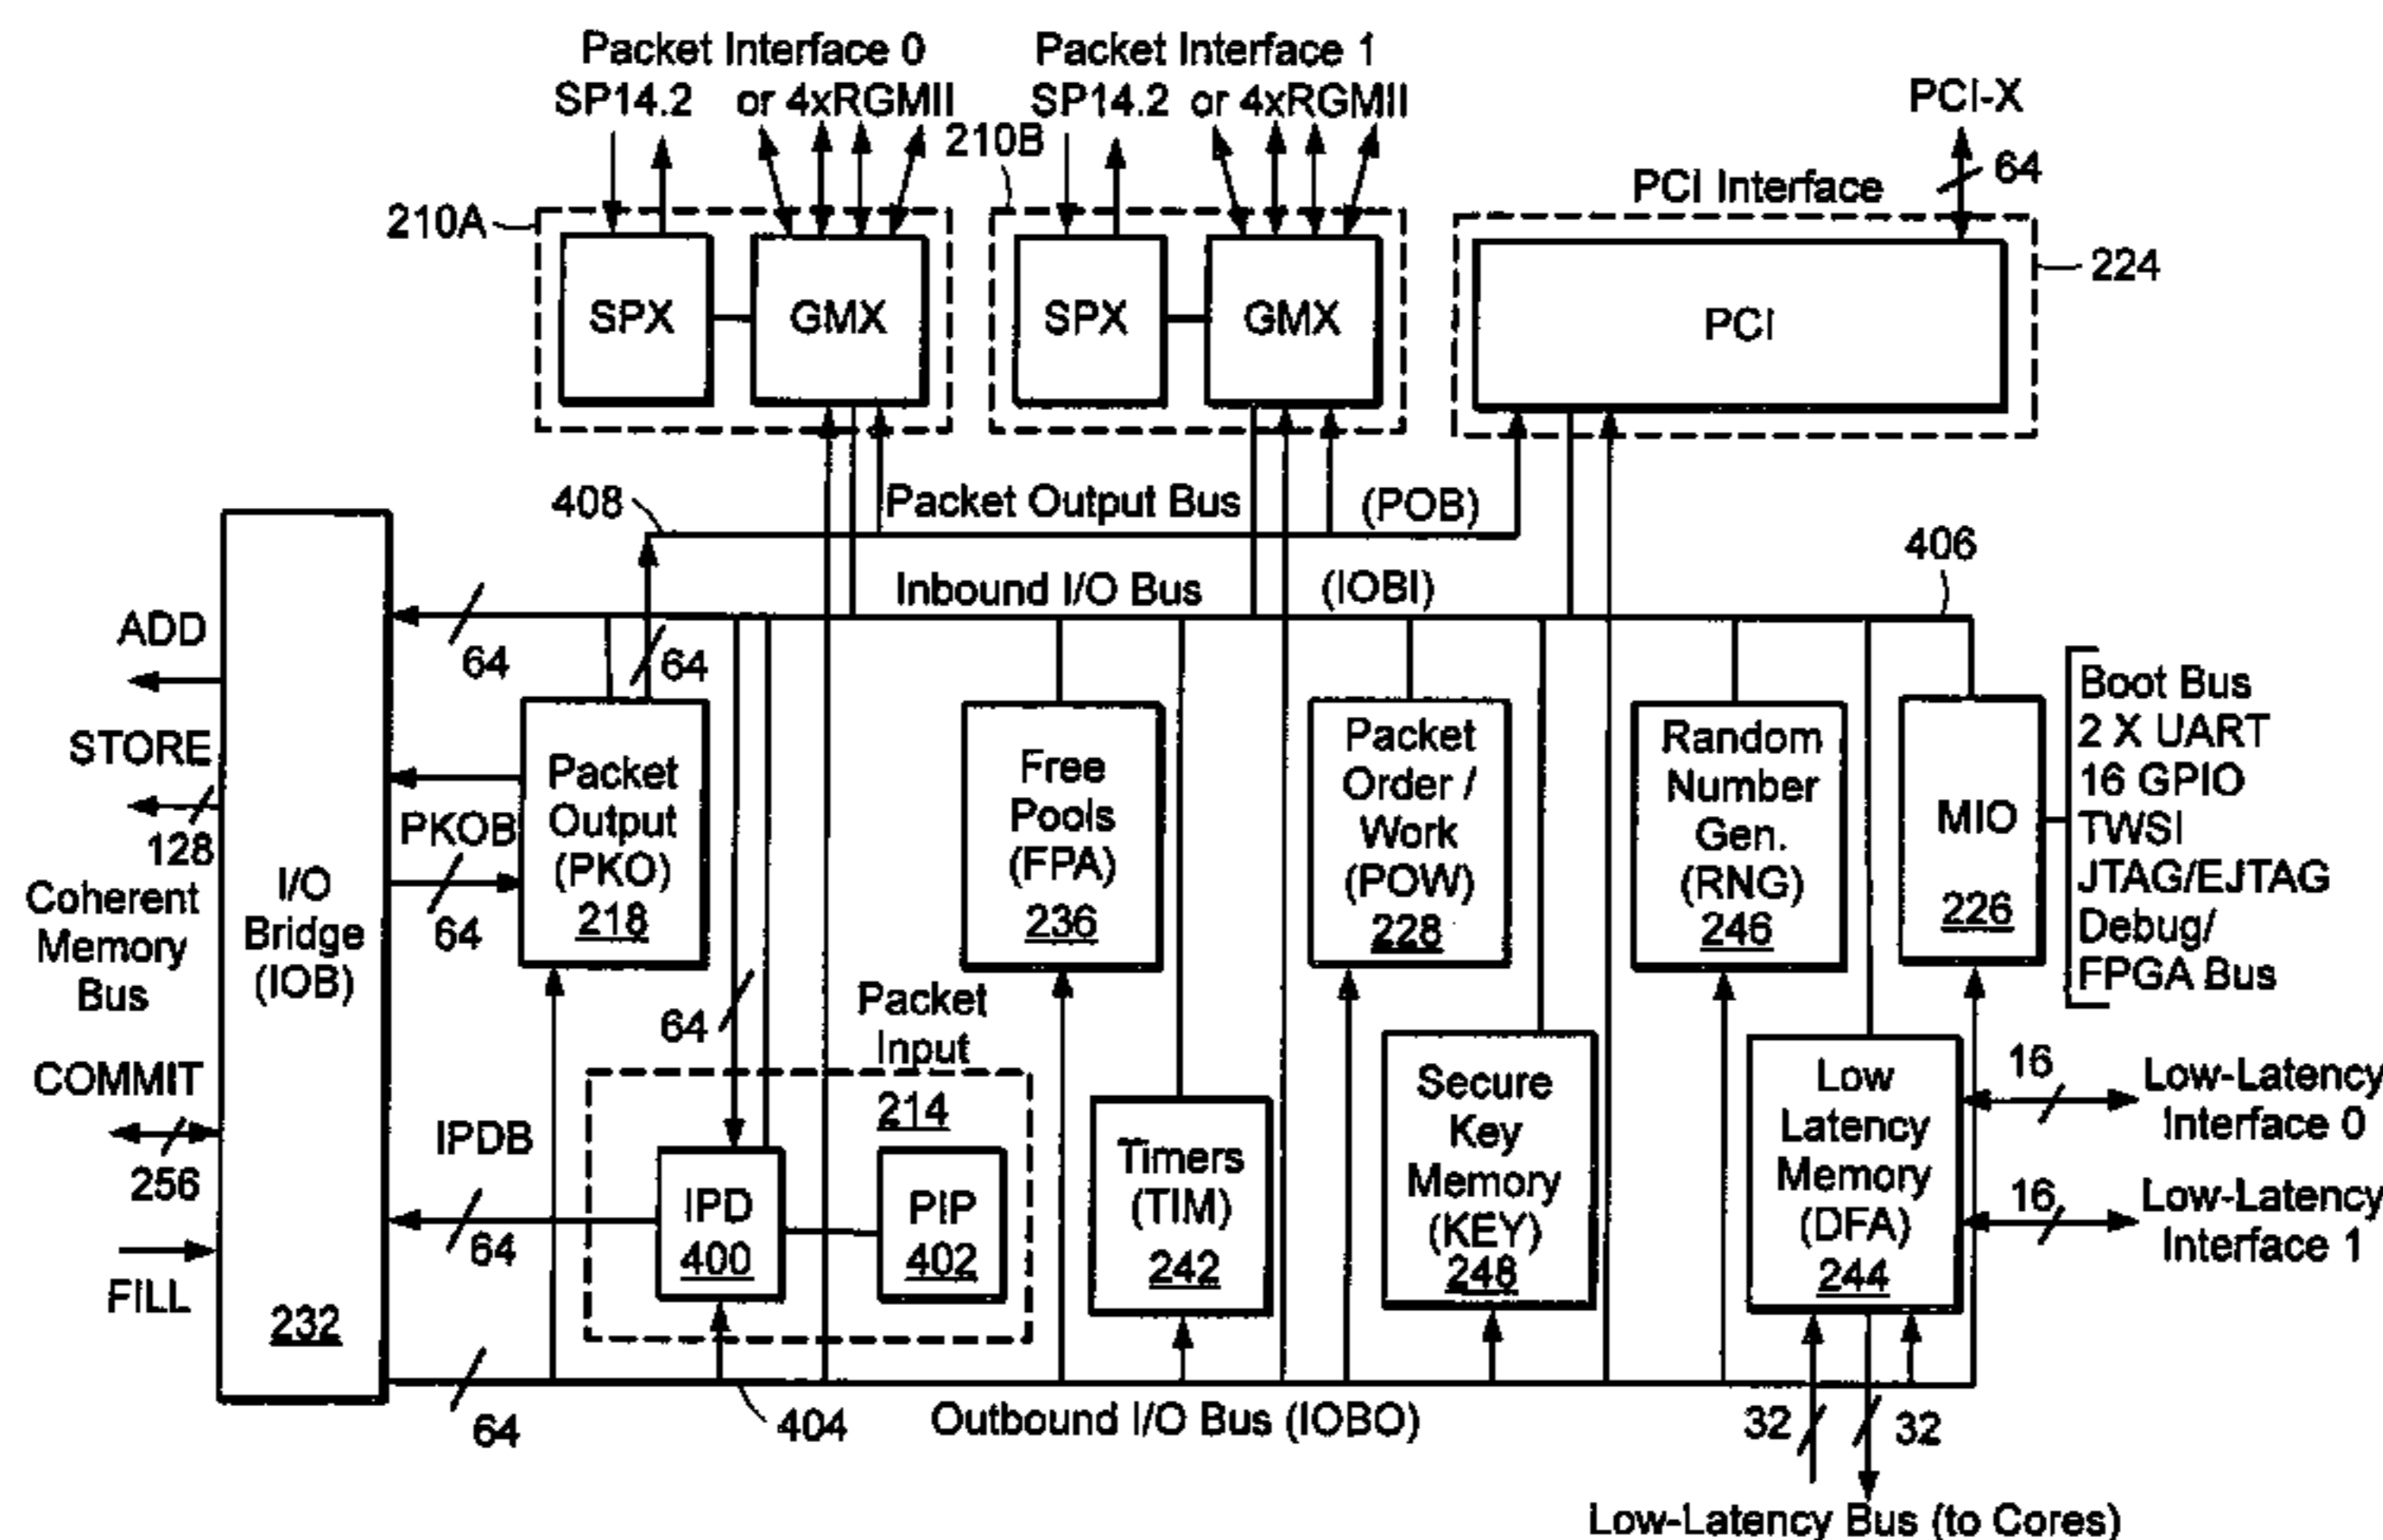 Packet Interface 0
SP14.2 or 4xRGMII
Packet Interface 1
SP14.2 or 4xRGMII
PCI-X
64
PCI Interface
210A
210B
224
SPX
GMX
SPX
GMX
PCI
408
Packet Output Bus (POB)
406
Inbound I/O Bus (IOBI)
64
64
ADD
STORE
128
Coherent
Memory
Bus
COMMIT
256
FILL
I/O
Bridge
(IOB)
232
PKOB
64
Packet
Output
(PKO)
218
Free
Pools
(FPA)
236
Packet
Order /
Work
(POW)
228
Random
Number
Gen.
(RNG)
246
MIO
226
Boot Bus
2 X UART
16 GPIO
TWSI
JTAG/EJTAG
Debug/
FPGA Bus
64
Packet
Input
214
IPDB
64
IPD
400
PIP
402
Timers
(TIM)
242
Secure
Key
Memory
(KEY)
248
Low
Latency
Memory
(DFA)
244
16
Low-Latency
Interface 0
16
Low-Latency
Interface 1
64
404
Outbound I/O Bus (IOBO)
32
32
Low-Latency Bus (to Cores)